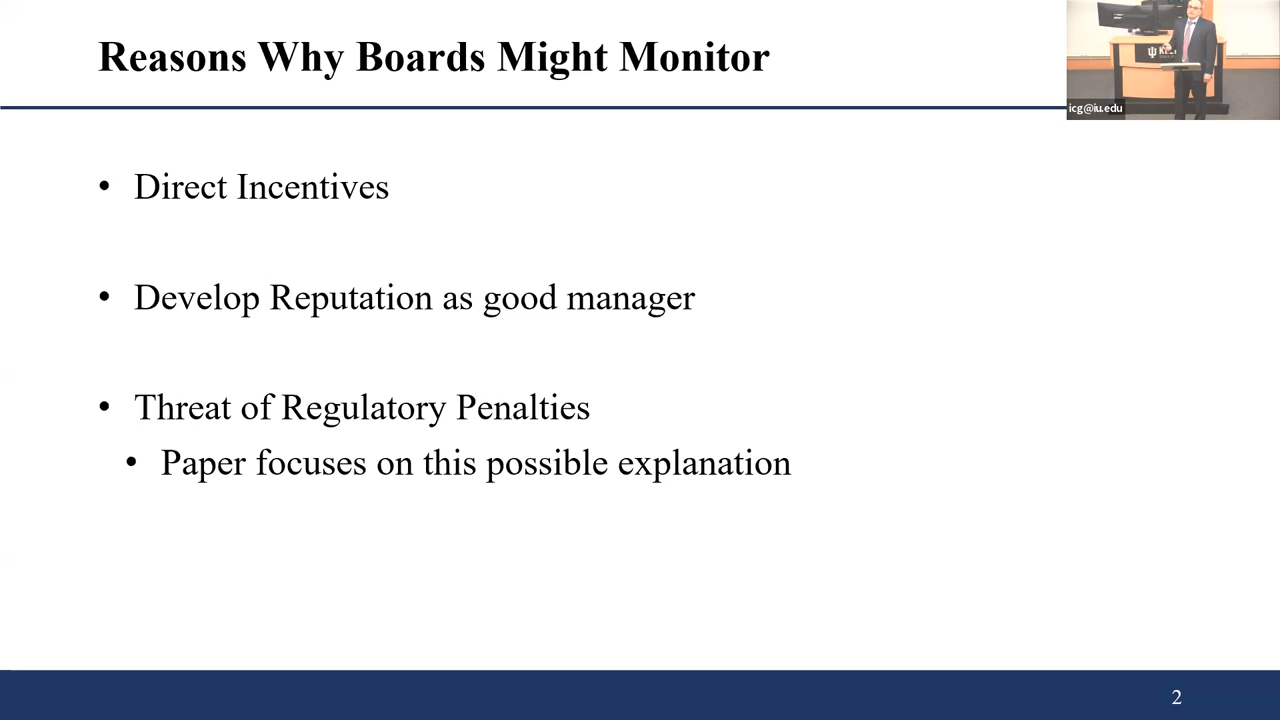 Reasons Why Boards Might Monitor
icg@iu.edu
• Direct Incentives
• Develop Reputation as good manager
• Threat of Regulatory Penalties
• Paper focuses on this possible explanation
2